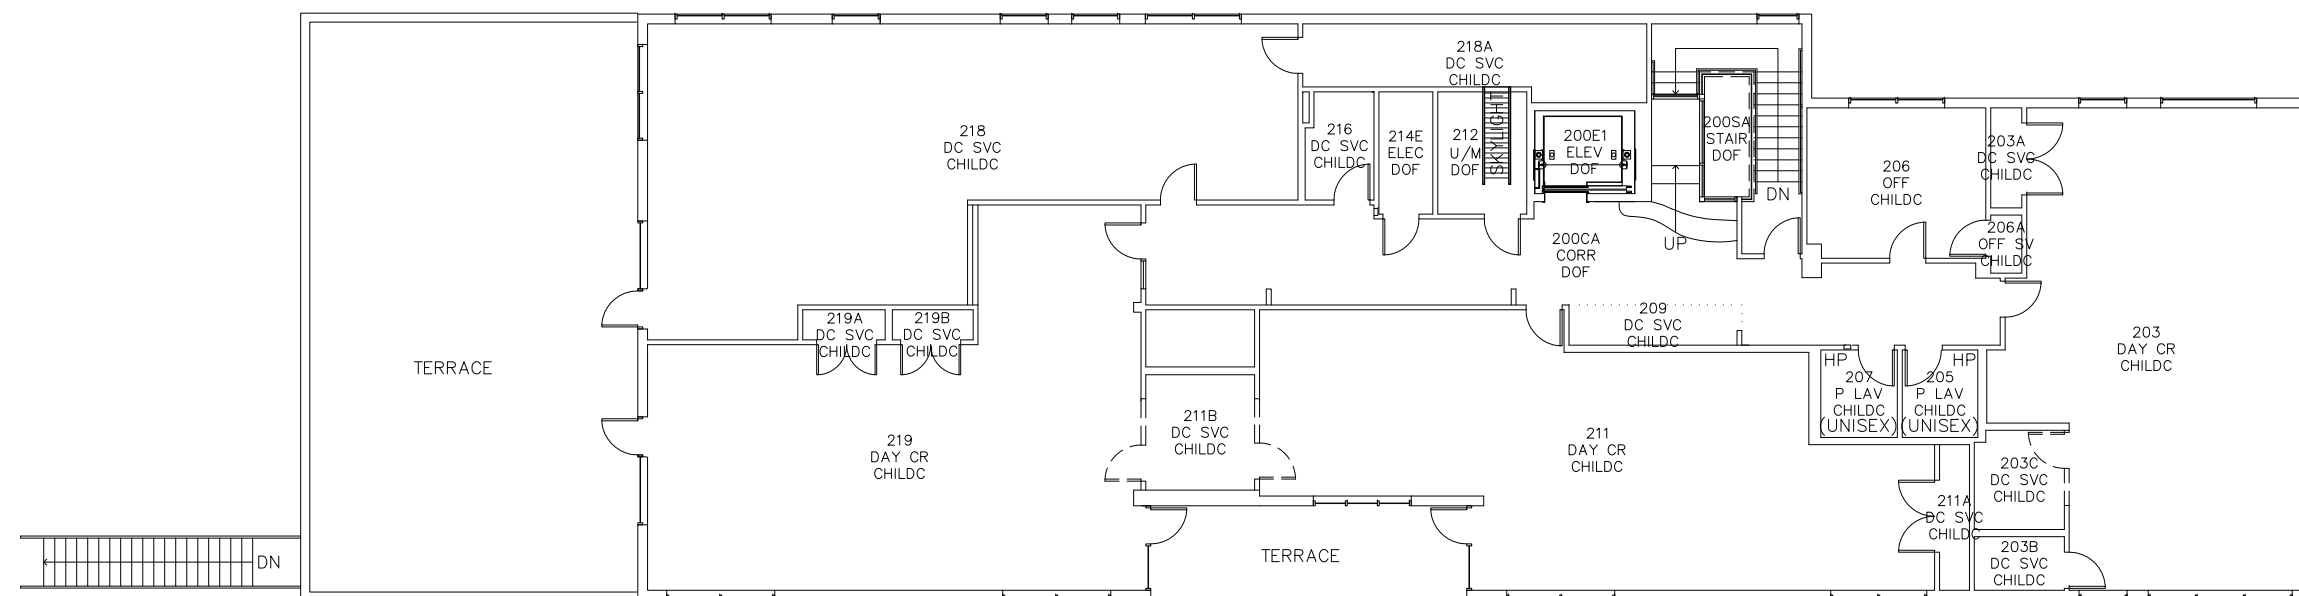 218A
DC SVC
CHILDC
218
DC SVC
CHILDC
216
DC SVC
CHILDC
214E
ELEC
DOF
212
U/M
DOF
SKYLIGHT
200E1
ELEV
DOF
200SA
STAIR
DOF
DN
206
OFF
CHILDC
203A
DC SVC
CHILDC
206A
OFF SV
CHILDC
200CA
CORR
DOF
UP
219A
DC SVC
CHILDC
219B
DC SVC
CHILDC
209
DC SVC
CHILDC
203
DAY CR
CHILDC
TERRACE
HP
207
P LAV
CHILDC
(UNISEX)
HP
205
P LAV
CHILDC
(UNISEX)
219
DAY CR
CHILDC
211B
DC SVC
CHILDC
211
DAY CR
CHILDC
203C
DC SVC
CHILDC
211A
DC SVC
CHILDC
203B
DC SVC
CHILDC
TERRACE
DN